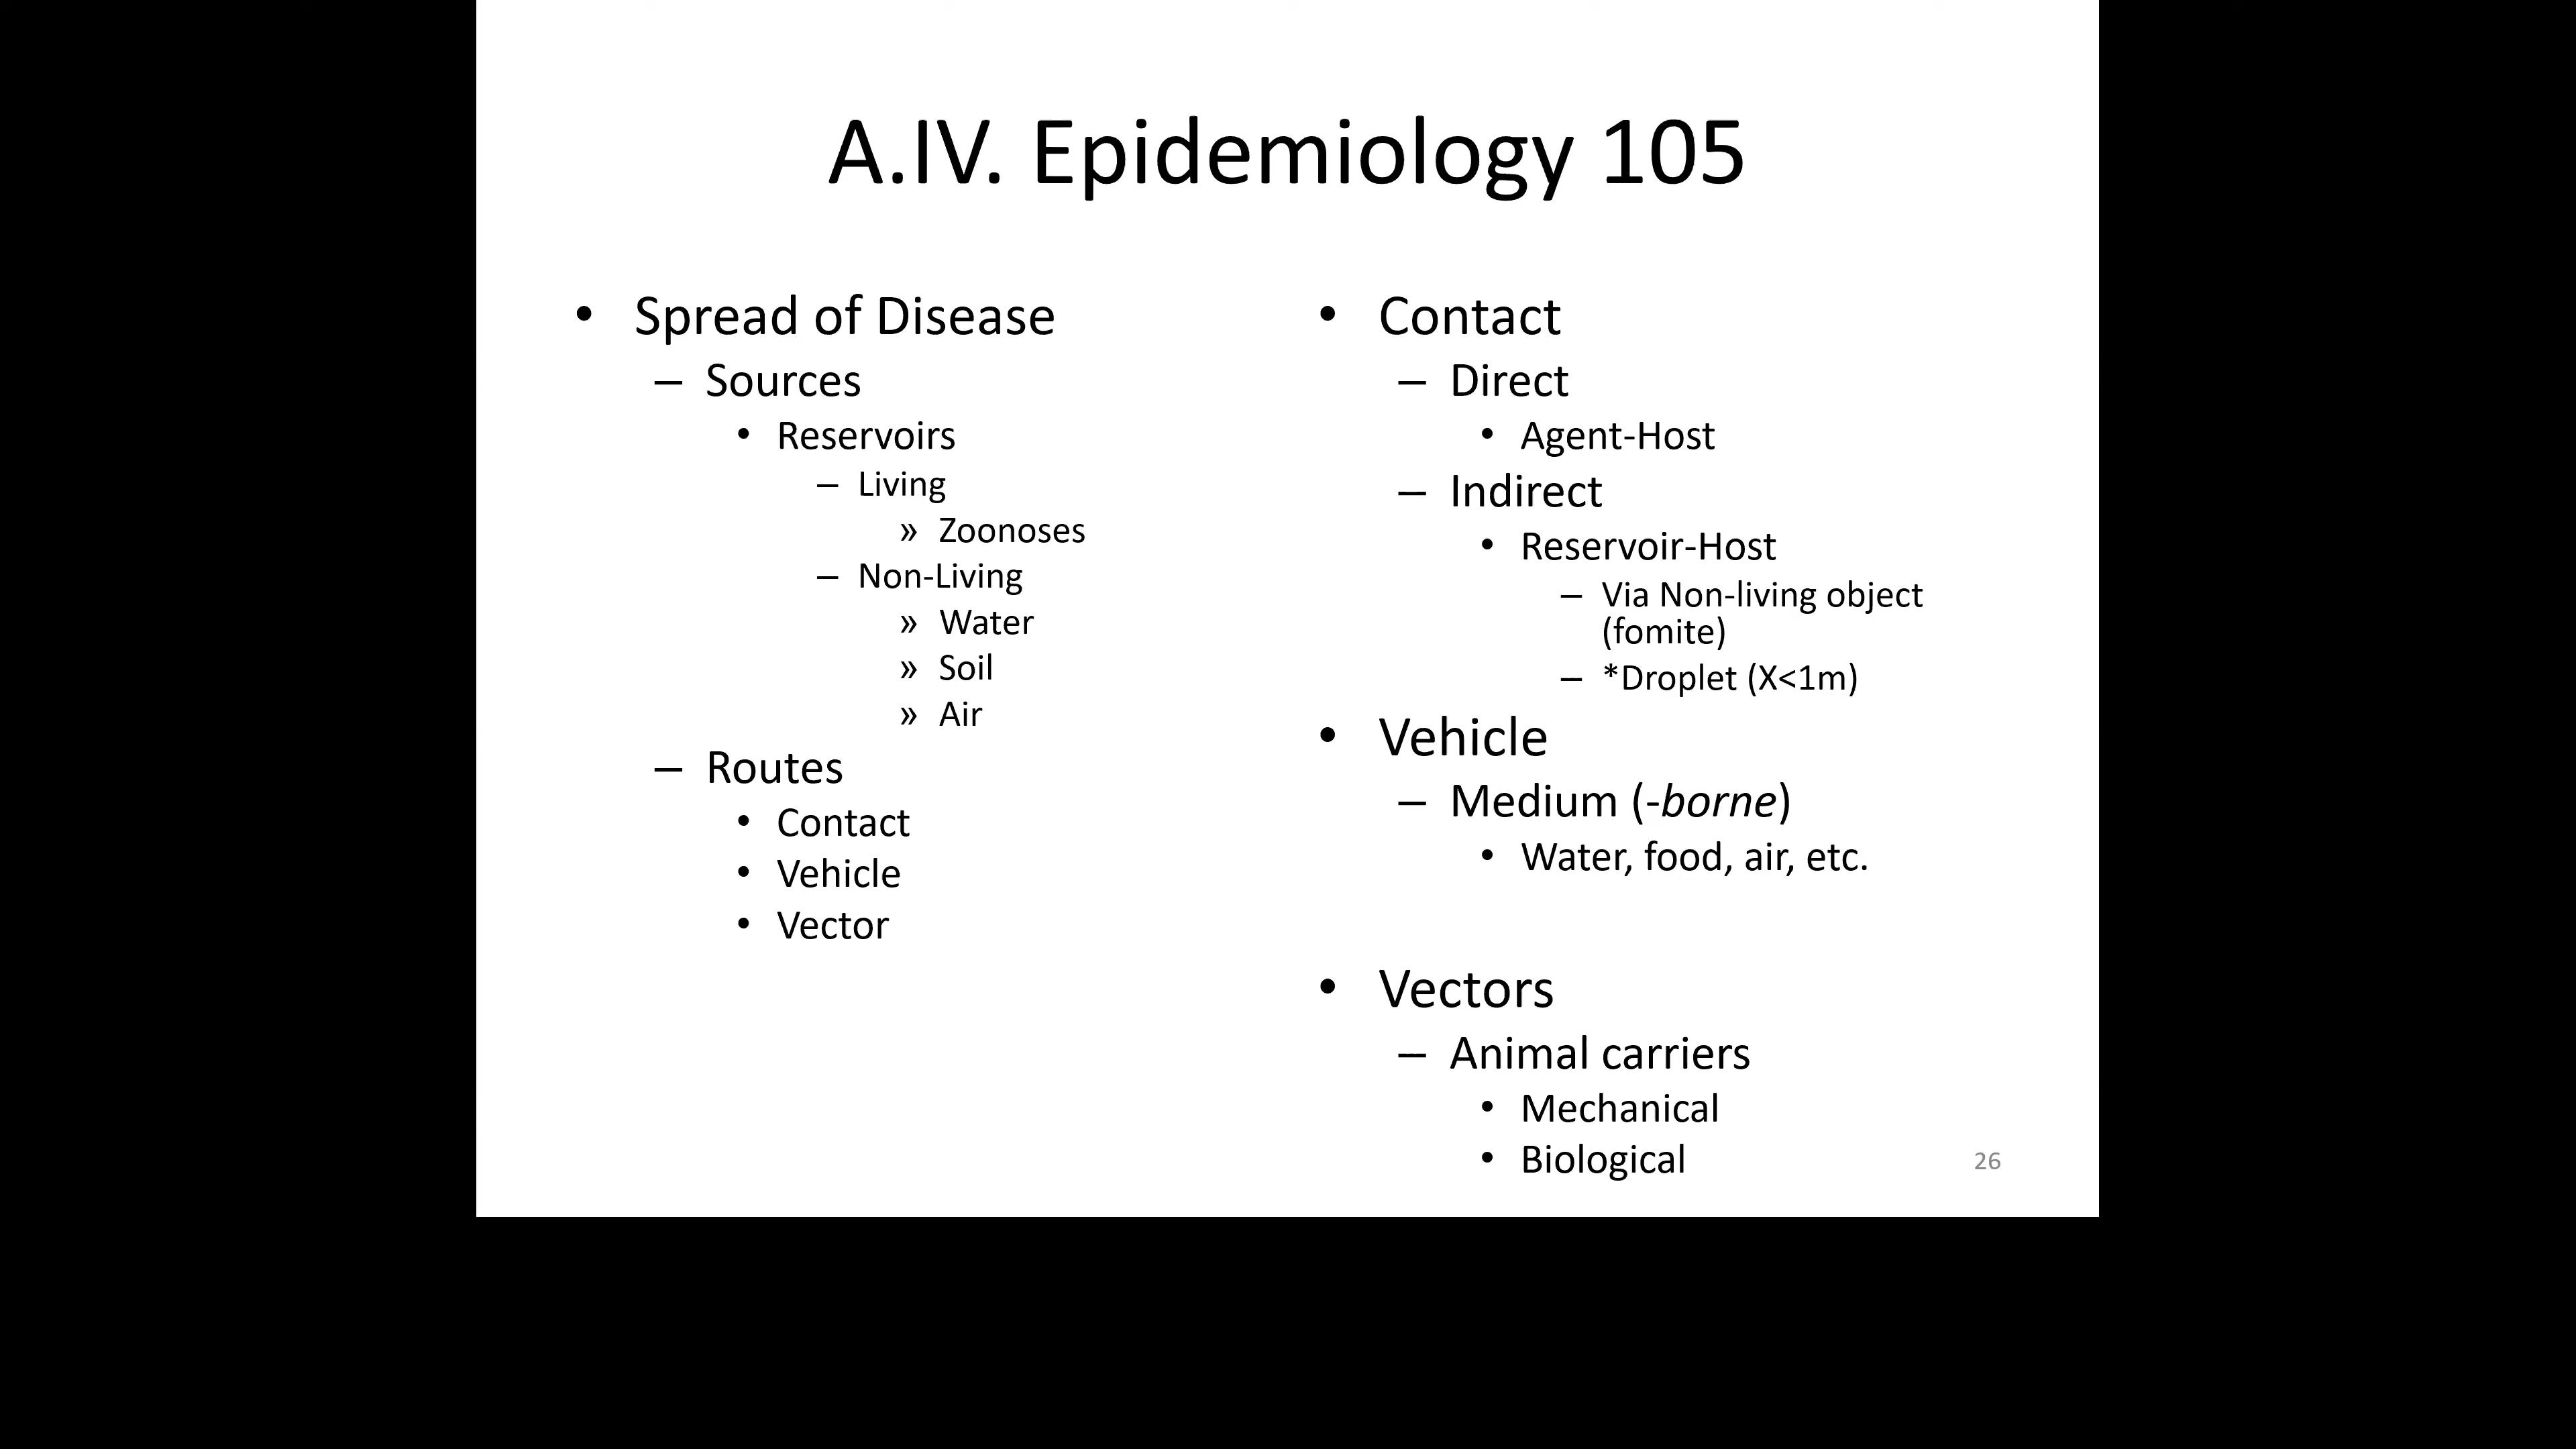 A.IV. Epidemiology 105
• Spread of Disease
– Sources
• Reservoirs
– Living
» Zoonoses
– Non-Living
» Water
» Soil
» Air
– Routes
• Contact
• Vehicle
• Vector
• Contact
– Direct
• Agent-Host
– Indirect
• Reservoir-Host
– Via Non-living object
(fomite)
– *Droplet (X<1m)
• Vehicle
– Medium (-borne)
• Water, food, air, etc.
• Vectors
– Animal carriers
• Mechanical
• Biological
26